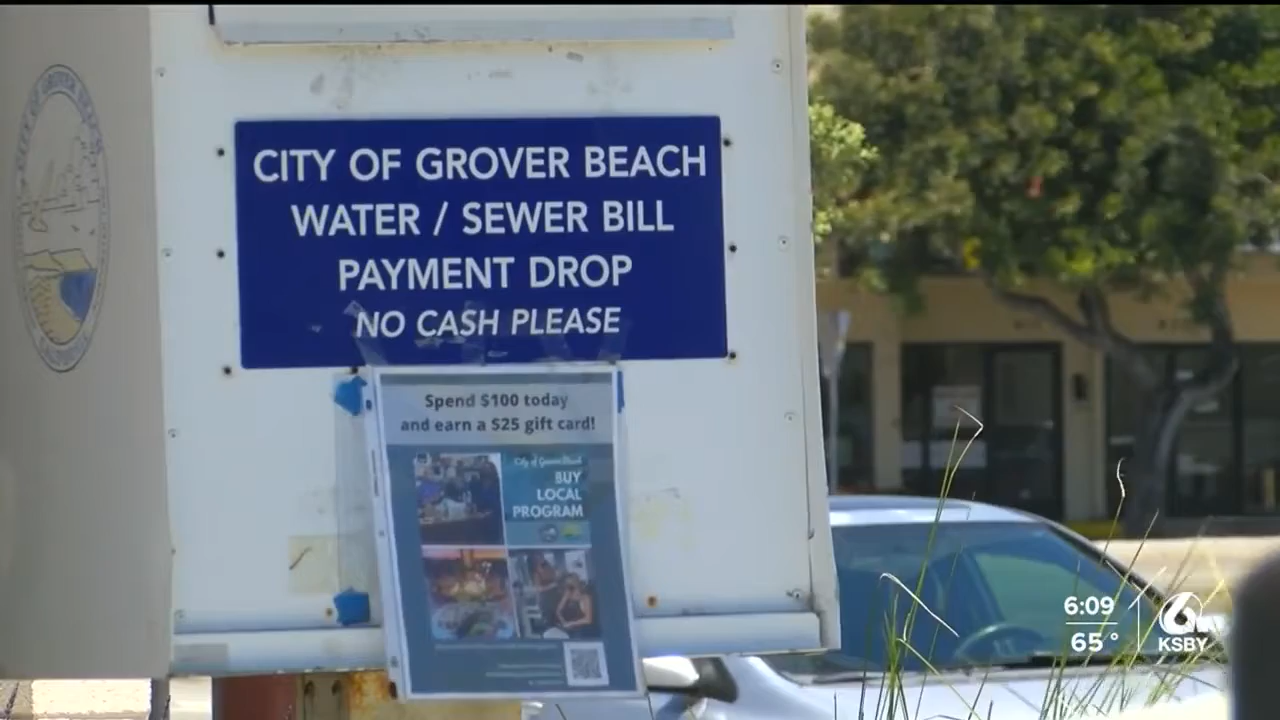 CITY OF GROVER BEACH
WATER / SEWER BILL
PAYMENT DROP
NO CASH PLEASE
Spend $100 today
and earn a $25 gift card!
City of Grover Beach
BUY
LOCAL
PROGRAM
6:09
65°
6
KSBY